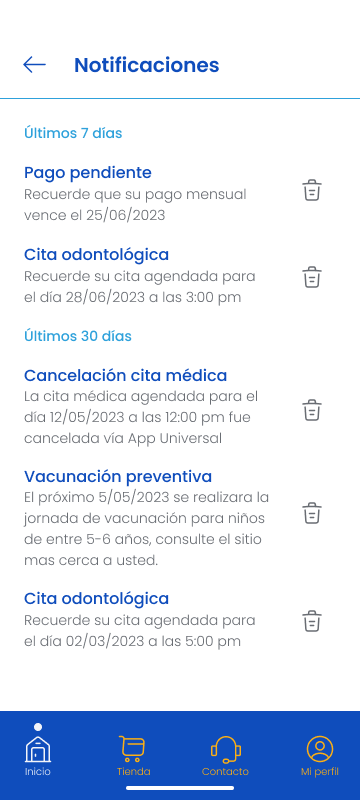 Notificaciones
Últimos 7 días
Pago pendiente
Recuerde que su pago mensual
vence el 25/06/2023
Cita odontológica
Recuerde su cita agendada para
el día 28/06/2023 a las 3:00 pm
Últimos 30 días
Cancelación cita médica
La cita médica agendada para el
día 12/05/2023 a las 12:00 pm fue
cancelada vía App Universal
Vacunación preventiva
El próximo 5/05/2023 se realizara la
jornada de vacunación para niños
de entre 5-6 años, consulte el sitio
mas cerca a usted.
Cita odontológica
Recuerde su cita agendada para
el día 02/03/2023 a las 5:00 pm
Inicio
Tienda
Contacto
Mi perfil